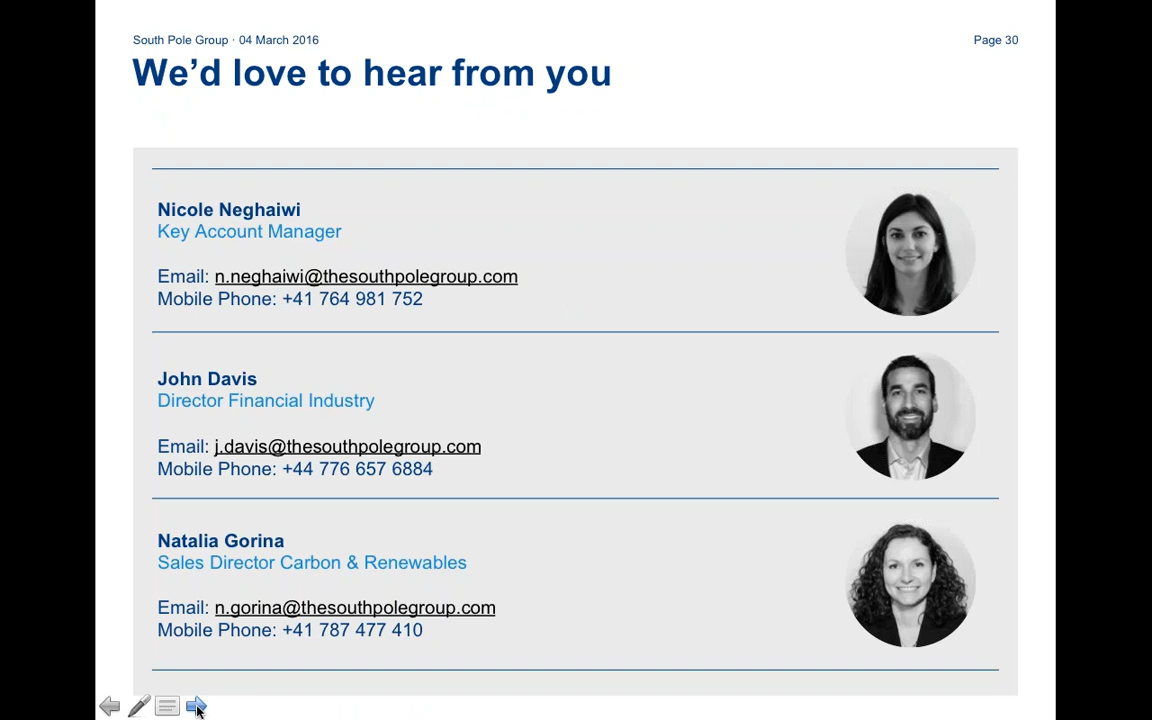 South Pole Group · 04 March 2016
Page 30
We’d love to hear from you
Nicole Neghaiwi
Key Account Manager
Email: n.neghaiwi@thesouthpolegroup.com
Mobile Phone: +41 764 981 752
John Davis
Director Financial Industry
Email: j.davis@thesouthpolegroup.com
Mobile Phone: +44 776 657 6884
Natalia Gorina
Sales Director Carbon & Renewables
Email: n.gorina@thesouthpolegroup.com
Mobile Phone: +41 787 477 410